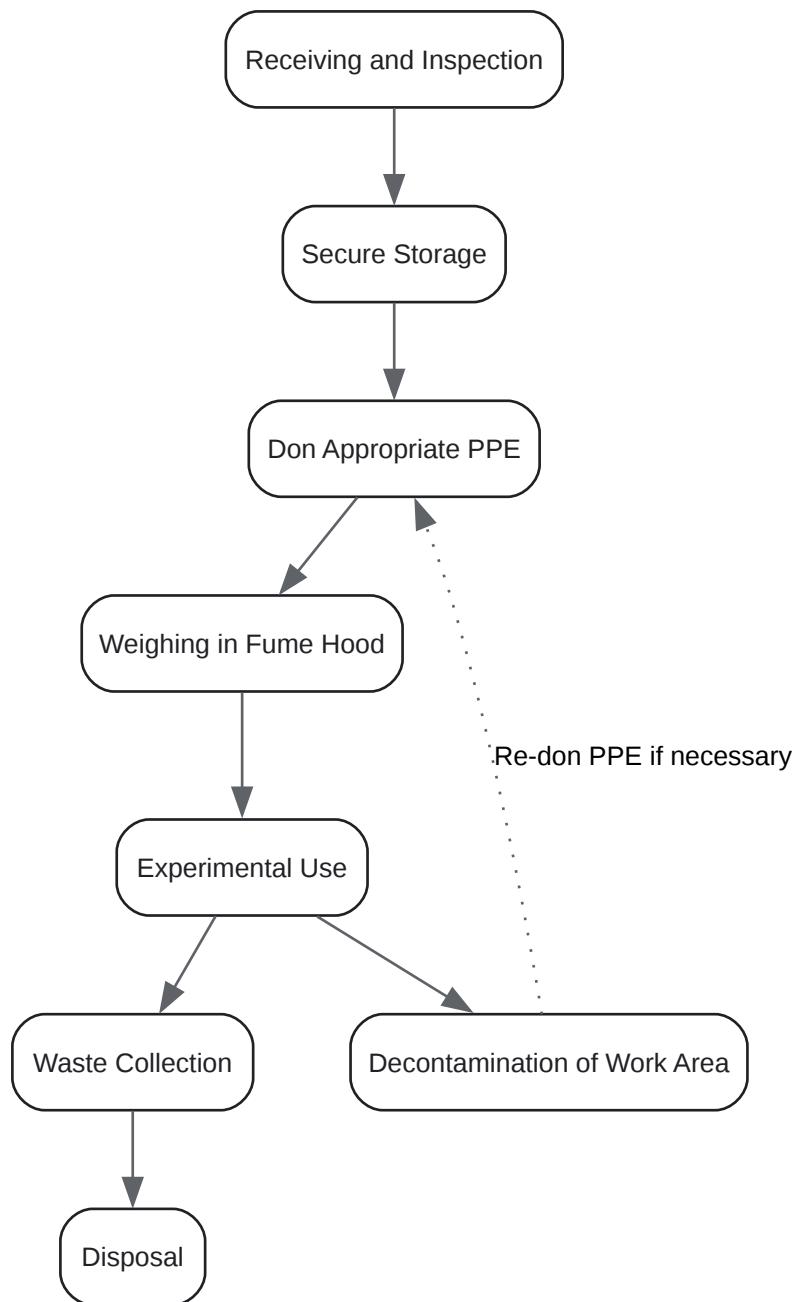 Receiving and Inspection
Secure Storage
Don Appropriate PPE
Weighing in Fume Hood
Re-don PPE if necessary
Experimental Use
Waste Collection
Decontamination of Work Area
Disposal